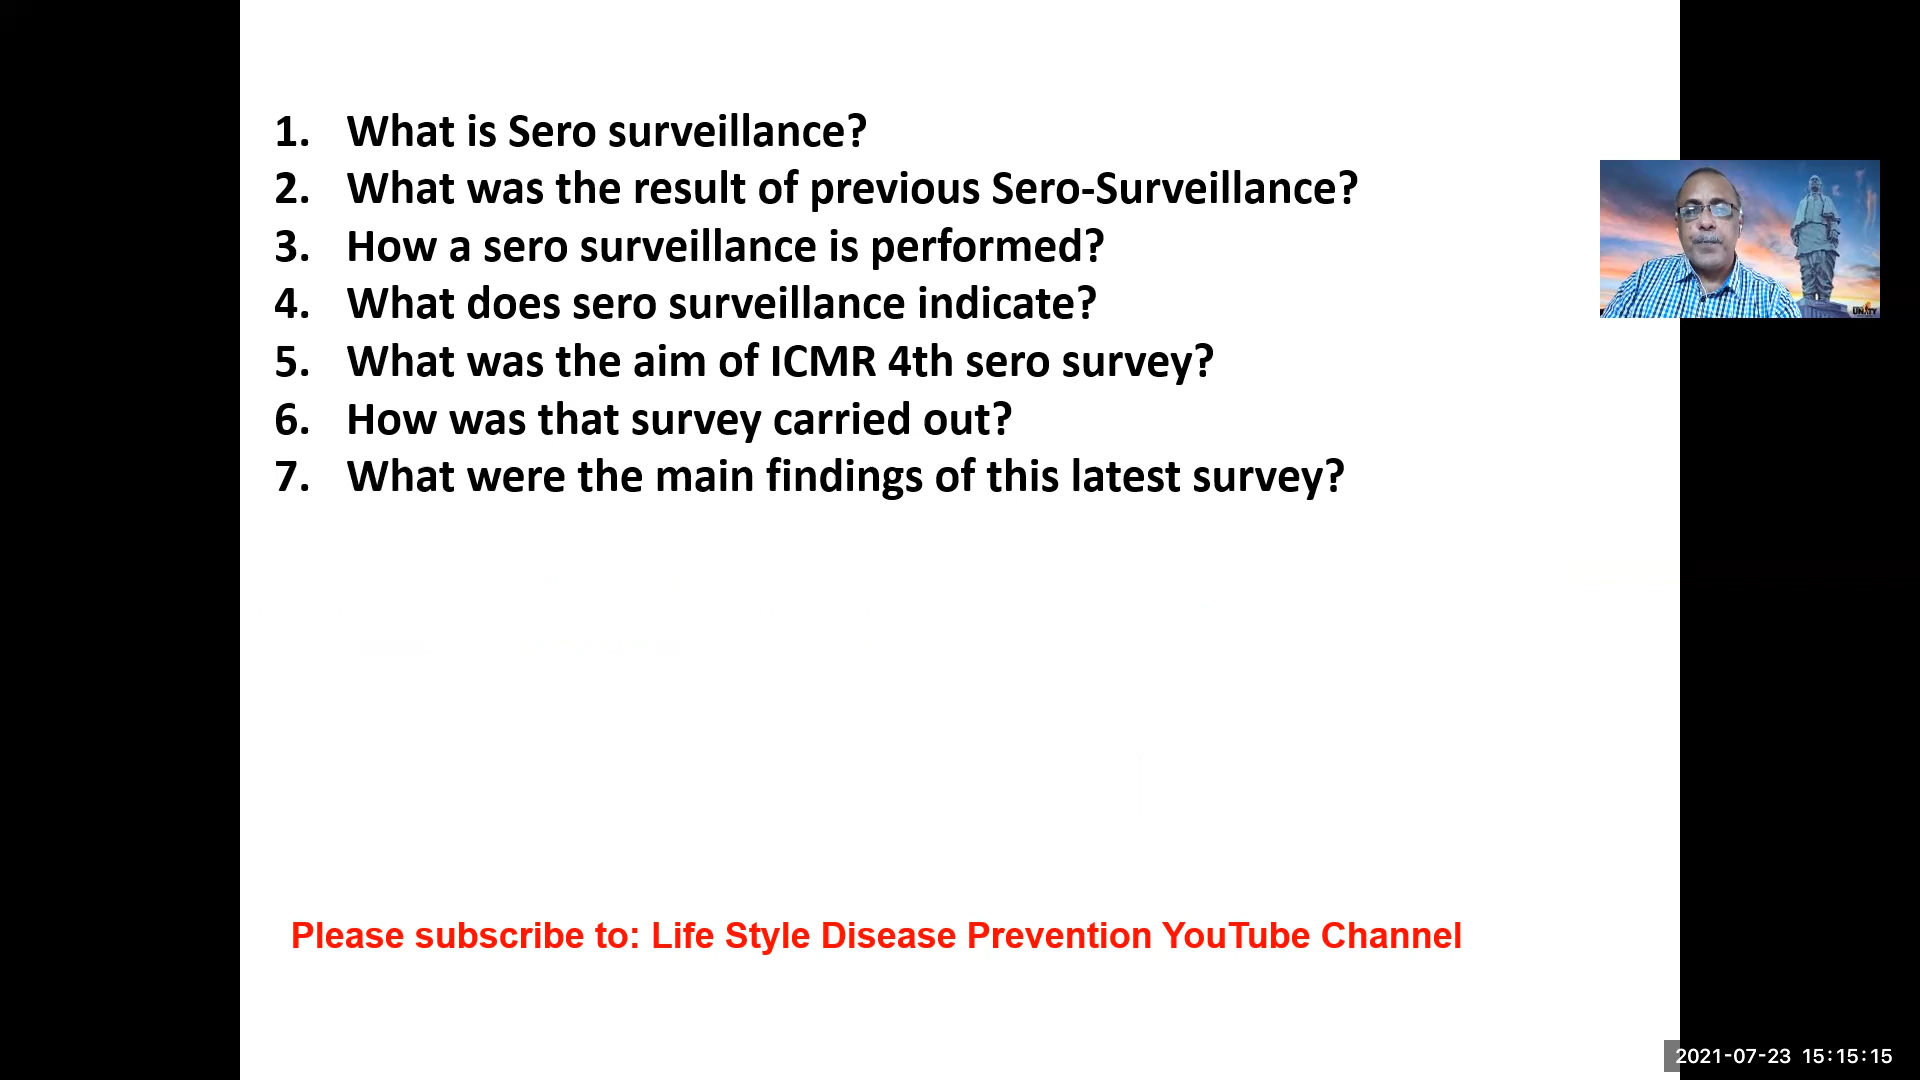 1. What is Sero surveillance?
2. What was the result of previous Sero-Surveillance?
3. How a sero surveillance is performed?
4. What does sero surveillance indicate?
5. What was the aim of ICMR 4th sero survey?
6. How was that survey carried out?
7. What were the main findings of this latest survey?
Please subscribe to: Life Style Disease Prevention YouTube Channel
2021-07-23 15:15:15